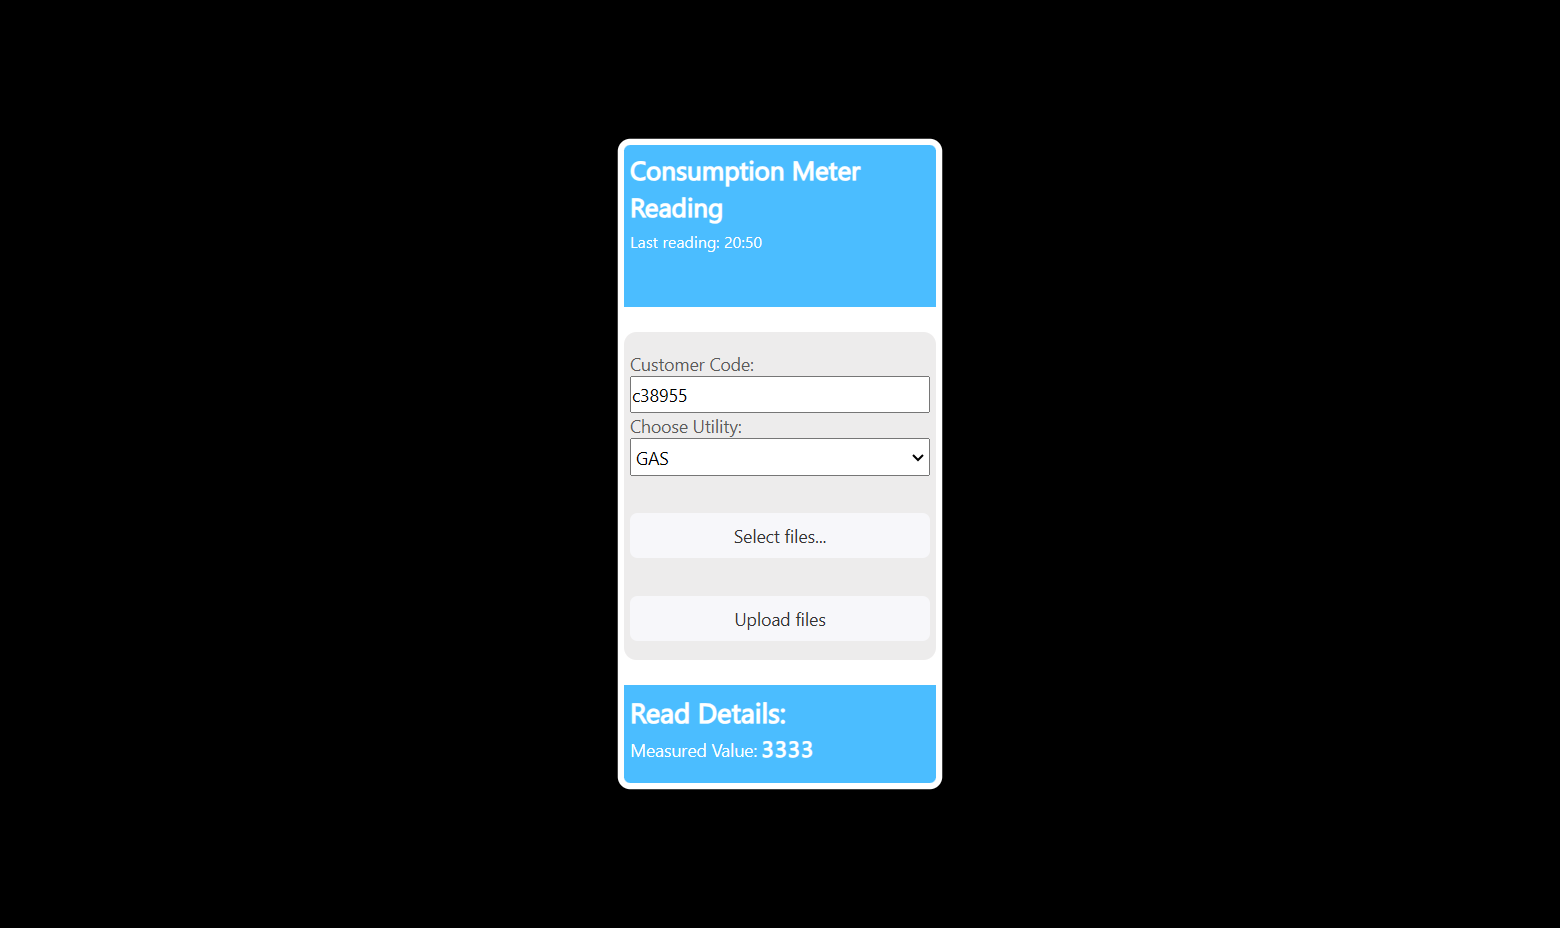 Consumption Meter
Reading
Last reading: 20:50
Customer Code:
c38955
Choose Utility:
GAS
Select files...
Upload files
Read Details:
Measured Value: 3333